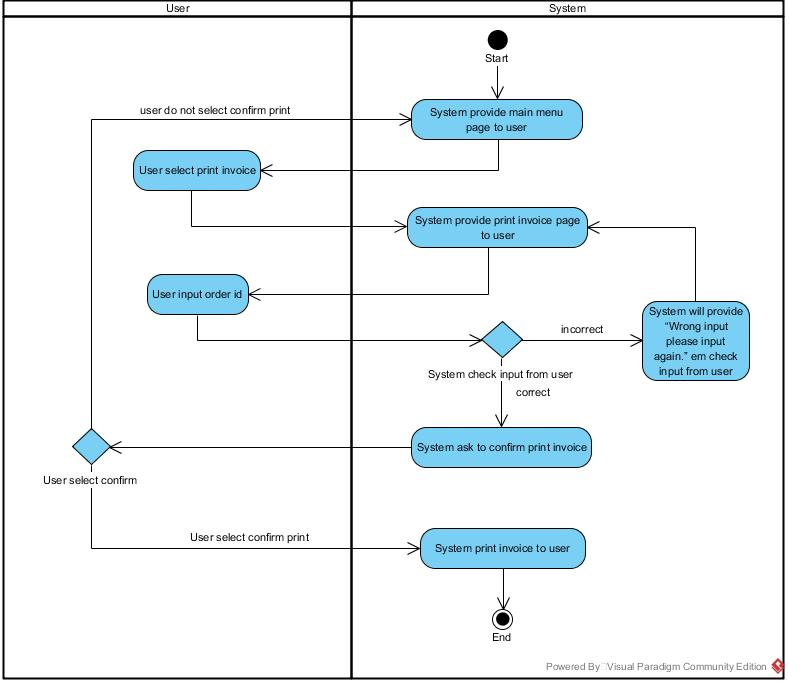 User
System
Start
user do not select confirm print
System provide main menu
page to user
User select print invoice
System provide print invoice page
to user
User input order id
incorrect
System will provide
“Wrong input
please input
again.” em check
input from user
System check input from user
correct
System ask to confirm print invoice
User select confirm
User select confirm print
System print invoice to user
End
Powered By Visual Paradigm Community Edition